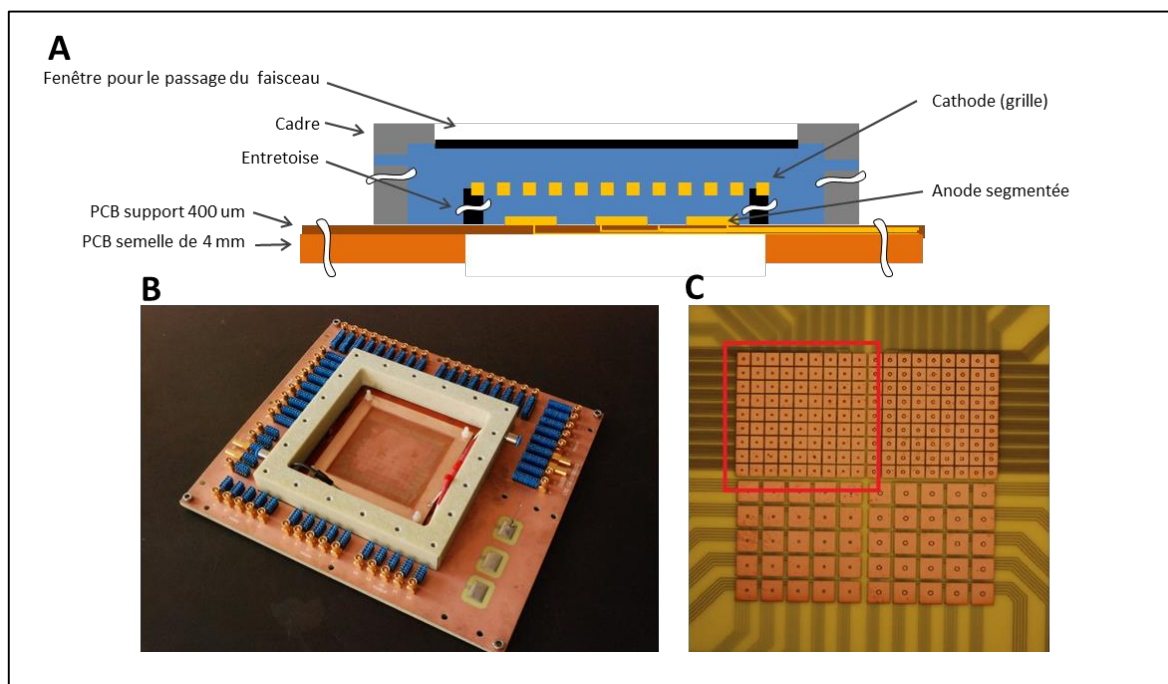 A
Fenêtre pour le passage du faisceau
Cadre
Entretoise
PCB support 400 um
PCB semelle de 4 mm
Cathode (grille)
Anode segmentée
B
C